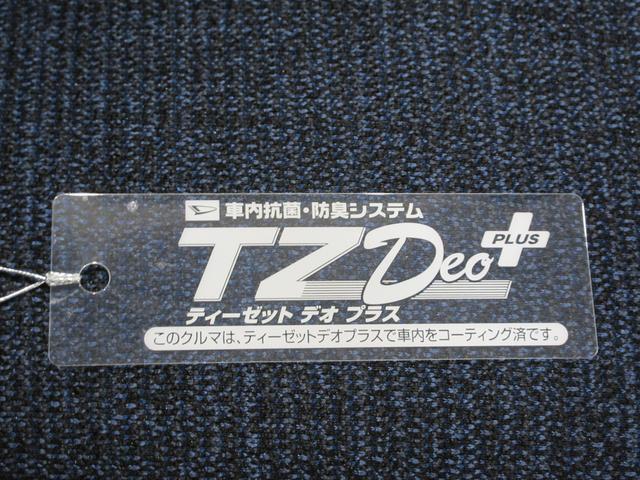 車内抗菌・防臭システム
TZ Deo PLUS
ティーゼット デオ プラス
このクルマは、ティーゼットデオプラスで車内をコーティング済です。